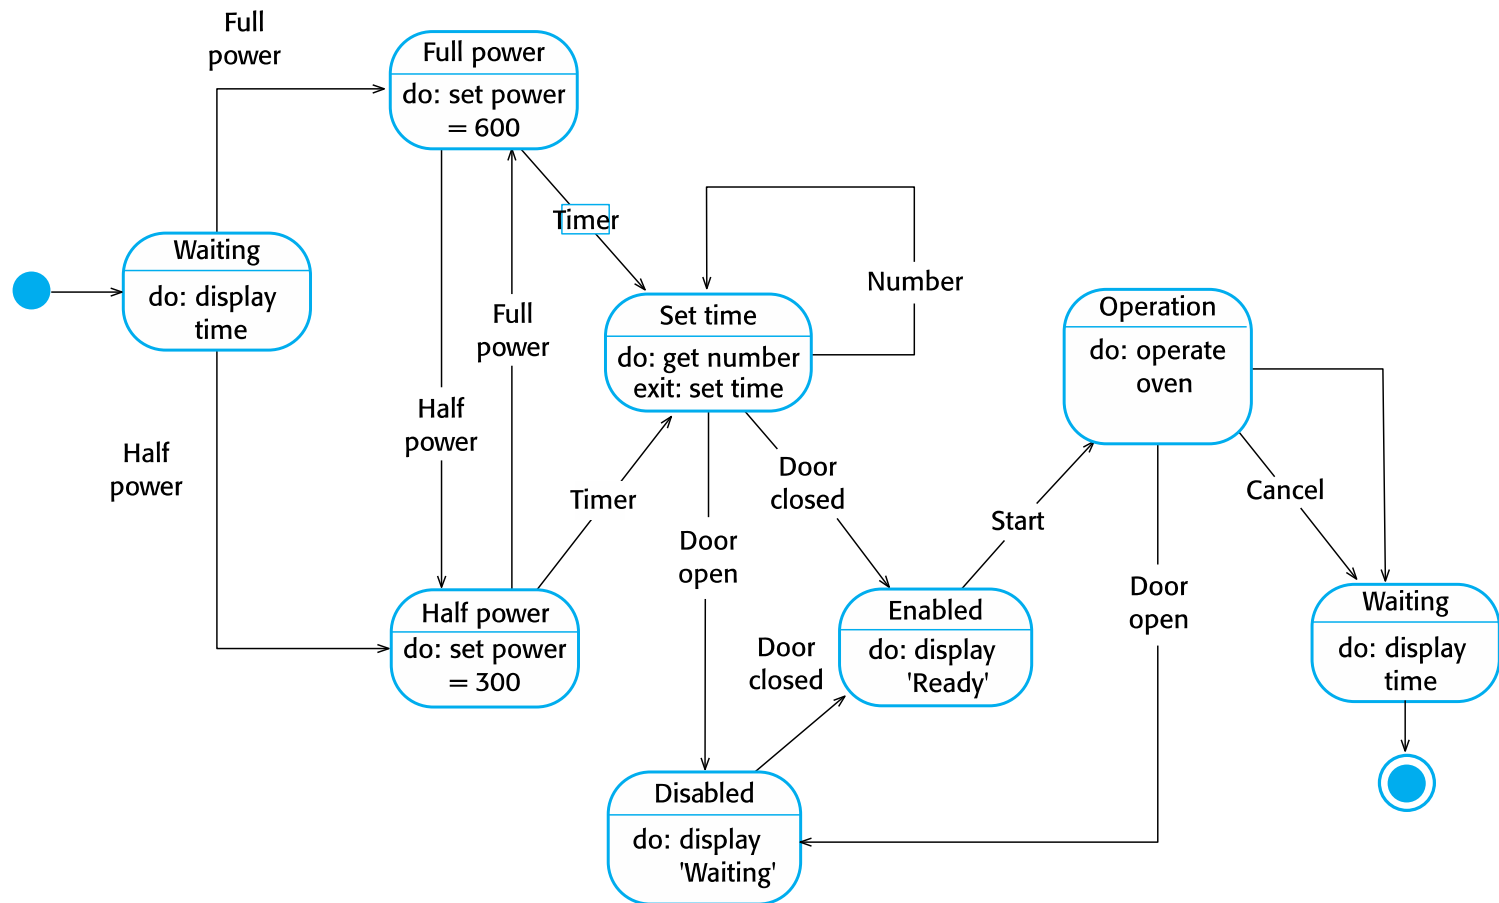 Full
power
Full power
do: set power
= 600
Timer
Waiting
do: display
time
Number
Full
power
Set time
do: get number
exit: set time
Operation
do: operate
oven
Half
power
Half
power
Timer
Door
closed
Door
open
Start
Cancel
Door
open
Half power
do: set power
= 300
Enabled
do: display
'Ready'
Door
closed
Waiting
do: display
time
Disabled
do: display
'Waiting'